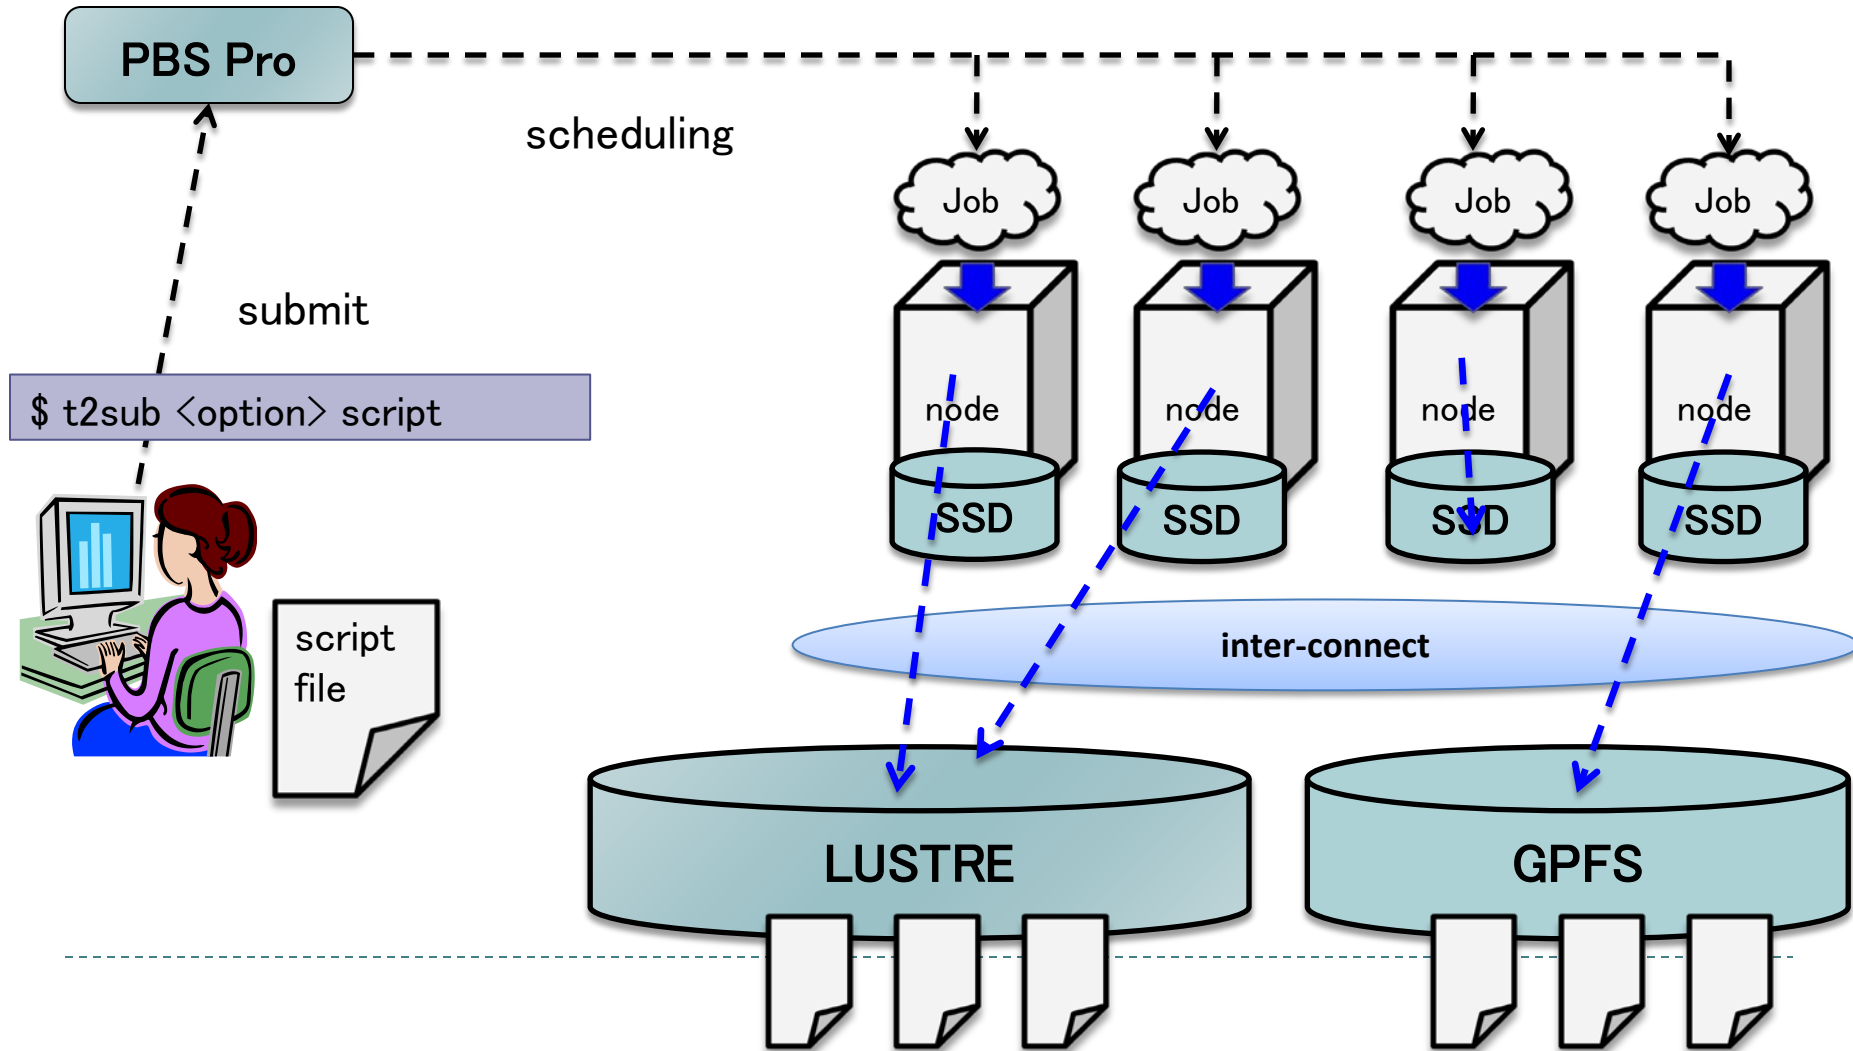 PBS Pro
scheduling
Job
Job
Job
Job
submit
$ t2sub <option> script
node
node
node
node
SSD
SSD
SSD
SSD
script
file
inter-connect
LUSTRE
GPFS